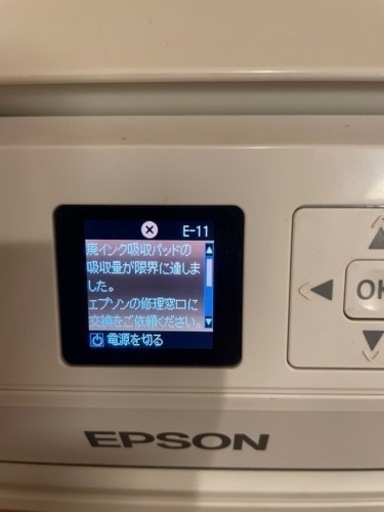 E-11
廃インク吸収パッドの
吸収量が限界に達しま
した。
エプソンの修理窓口に
交換をご依頼ください。
電源を切る
OK
EPSON